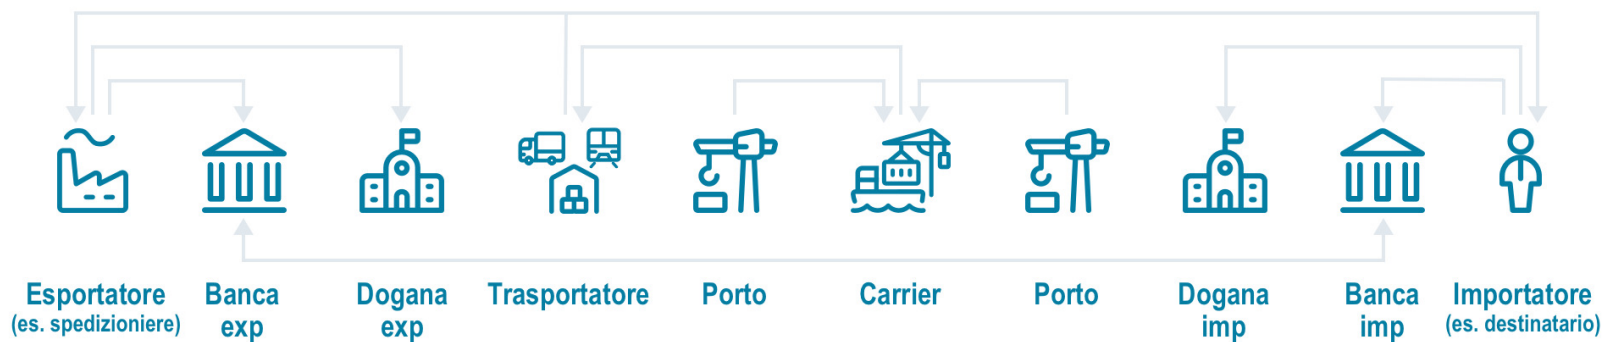 Esportatore
(es. spedizioniere)
Banca
exp
Dogana
exp
Trasportatore
Porto
Carrier
Porto
Dogana
imp
Banca
imp
Importatore
(es. destinatario)